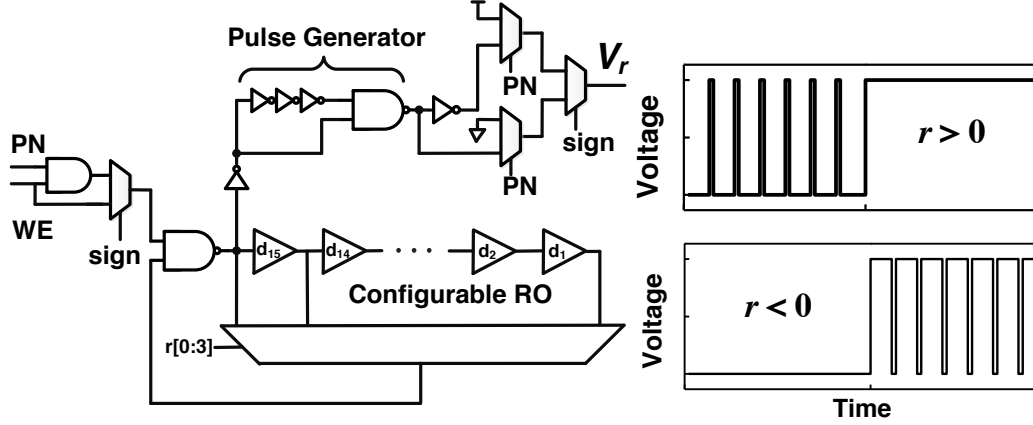 Pulse Generator
PN
V_r
PN
sign
PN
WE
sign
d15 d14 · · · · d2 d1
Configurable RO
r[0:3]
Voltage
r > 0
Voltage
r < 0
Time